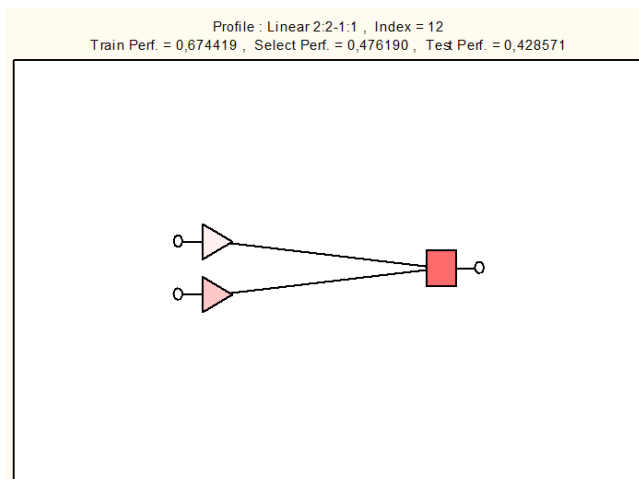 Profile : Linear 2:2-1:1 , Index = 12
Train Perf. = 0,674419 , Select Perf. = 0,476190 , Test Perf. = 0,428571